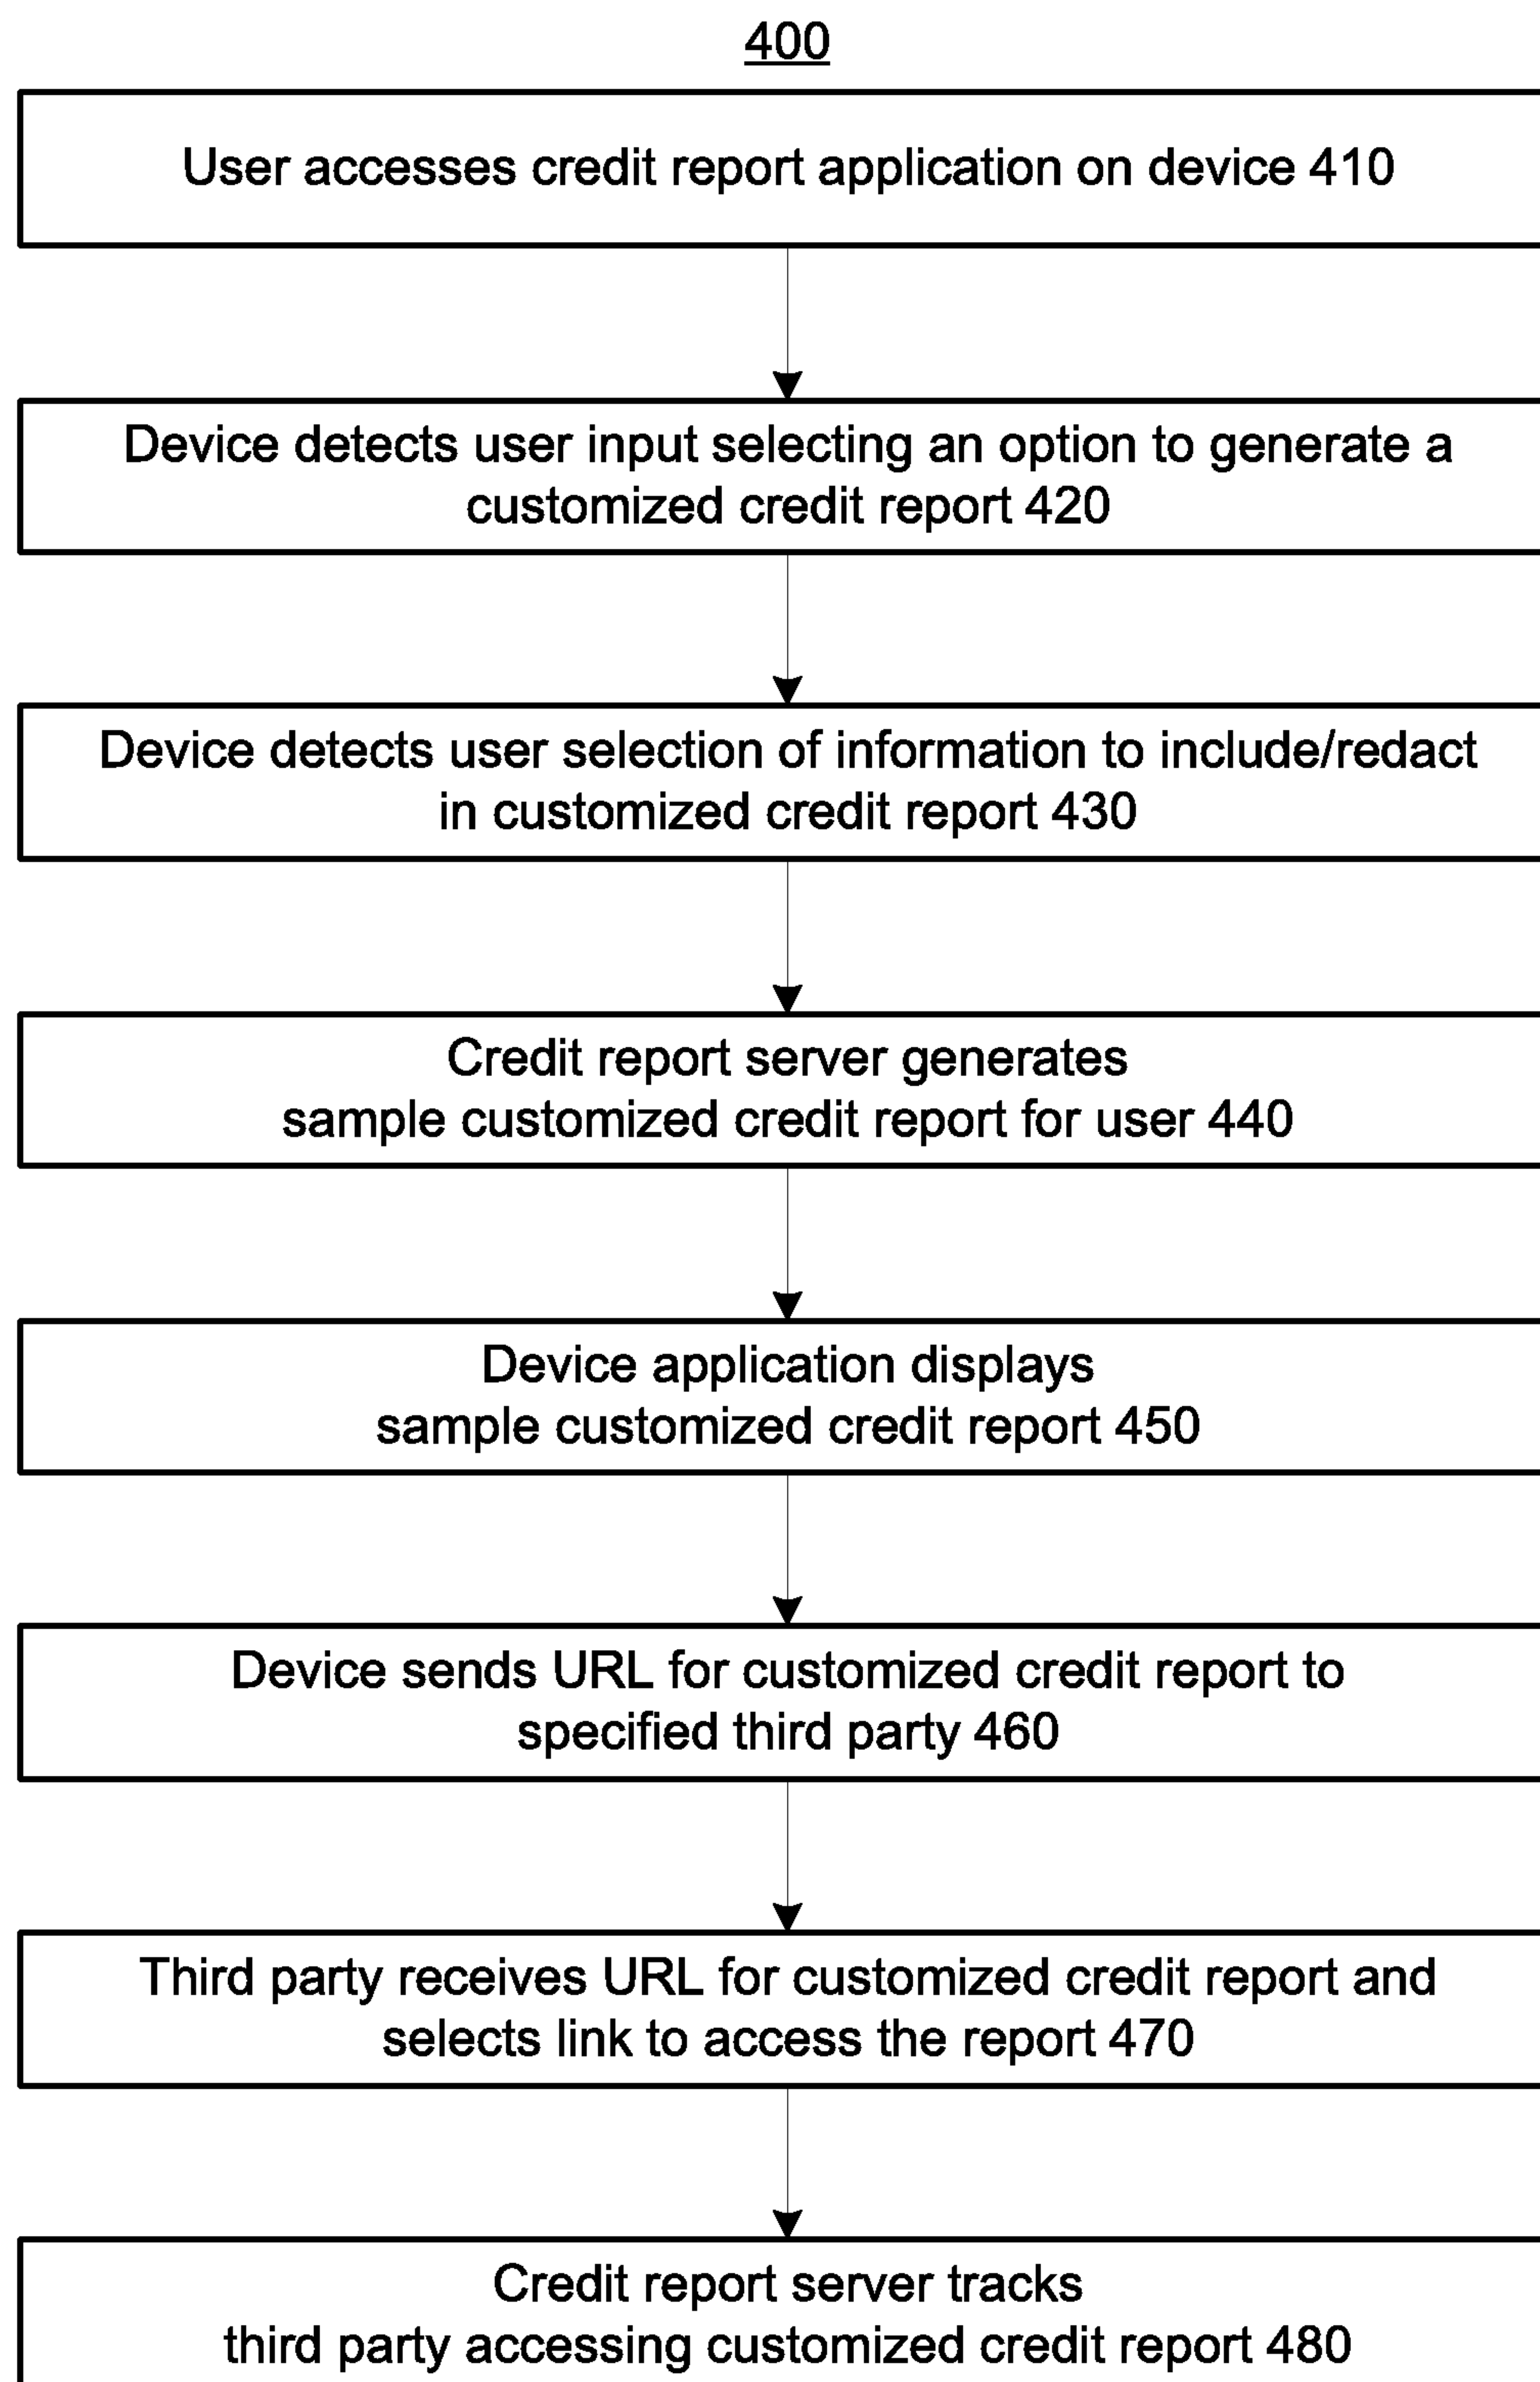 400
User accesses credit report application on device 410
Device detects user input selecting an option to generate a
customized credit report 420
Device detects user selection of information to include/redact
in customized credit report 430
Credit report server generates
sample customized credit report for user 440
Device application displays
sample customized credit report 450
Device sends URL for customized credit report to
specified third party 460
Third party receives URL for customized credit report and
selects link to access the report 470
Credit report server tracks
third party accessing customized credit report 480